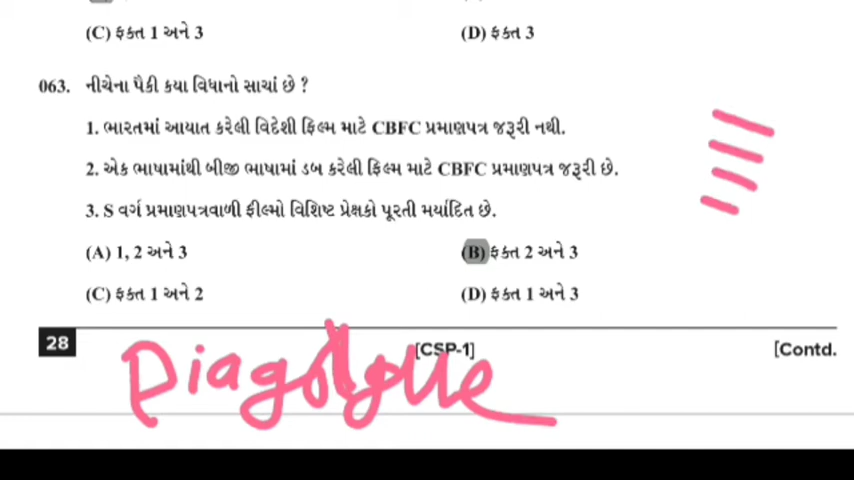 (C) ફક્ત 1 અને 3 (D) ફક્ત 3
063. નીચેના પૈકી કયા વિધાનો સાચાં છે ?
1. ભારતમાં આયાત કરેલી વિદેશી ફિલ્મ માટે CBFC પ્રમાણપત્ર જરૂરી નથી.
2. એક ભાષામાંથી બીજી ભાષામાં ડબ કરેલી ફિલ્મ માટે CBFC પ્રમાણપત્ર જરૂરી છે.
3. S વર્ગ પ્રમાણપત્રવાળી ફીલ્મો વિશિષ્ટ પ્રેક્ષકો પૂરતી મર્યાદિત છે.
(A) 1, 2 અને 3 (B) ફક્ત 2 અને 3
(C) ફક્ત 1 અને 2 (D) ફક્ત 1 અને 3
28 [CSP-1] [Contd.